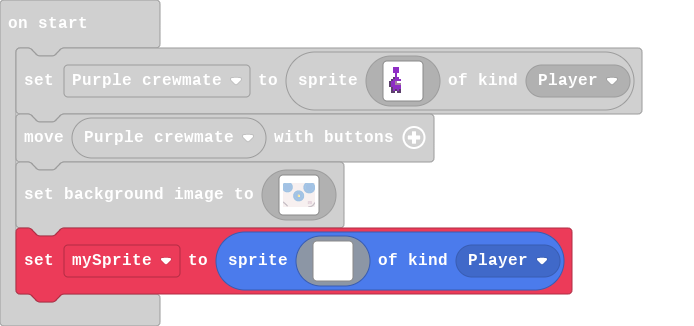 on start
set Purple crewmate to sprite of kind Player
move Purple crewmate with buttons
set background image to
set mySprite to sprite of kind Player